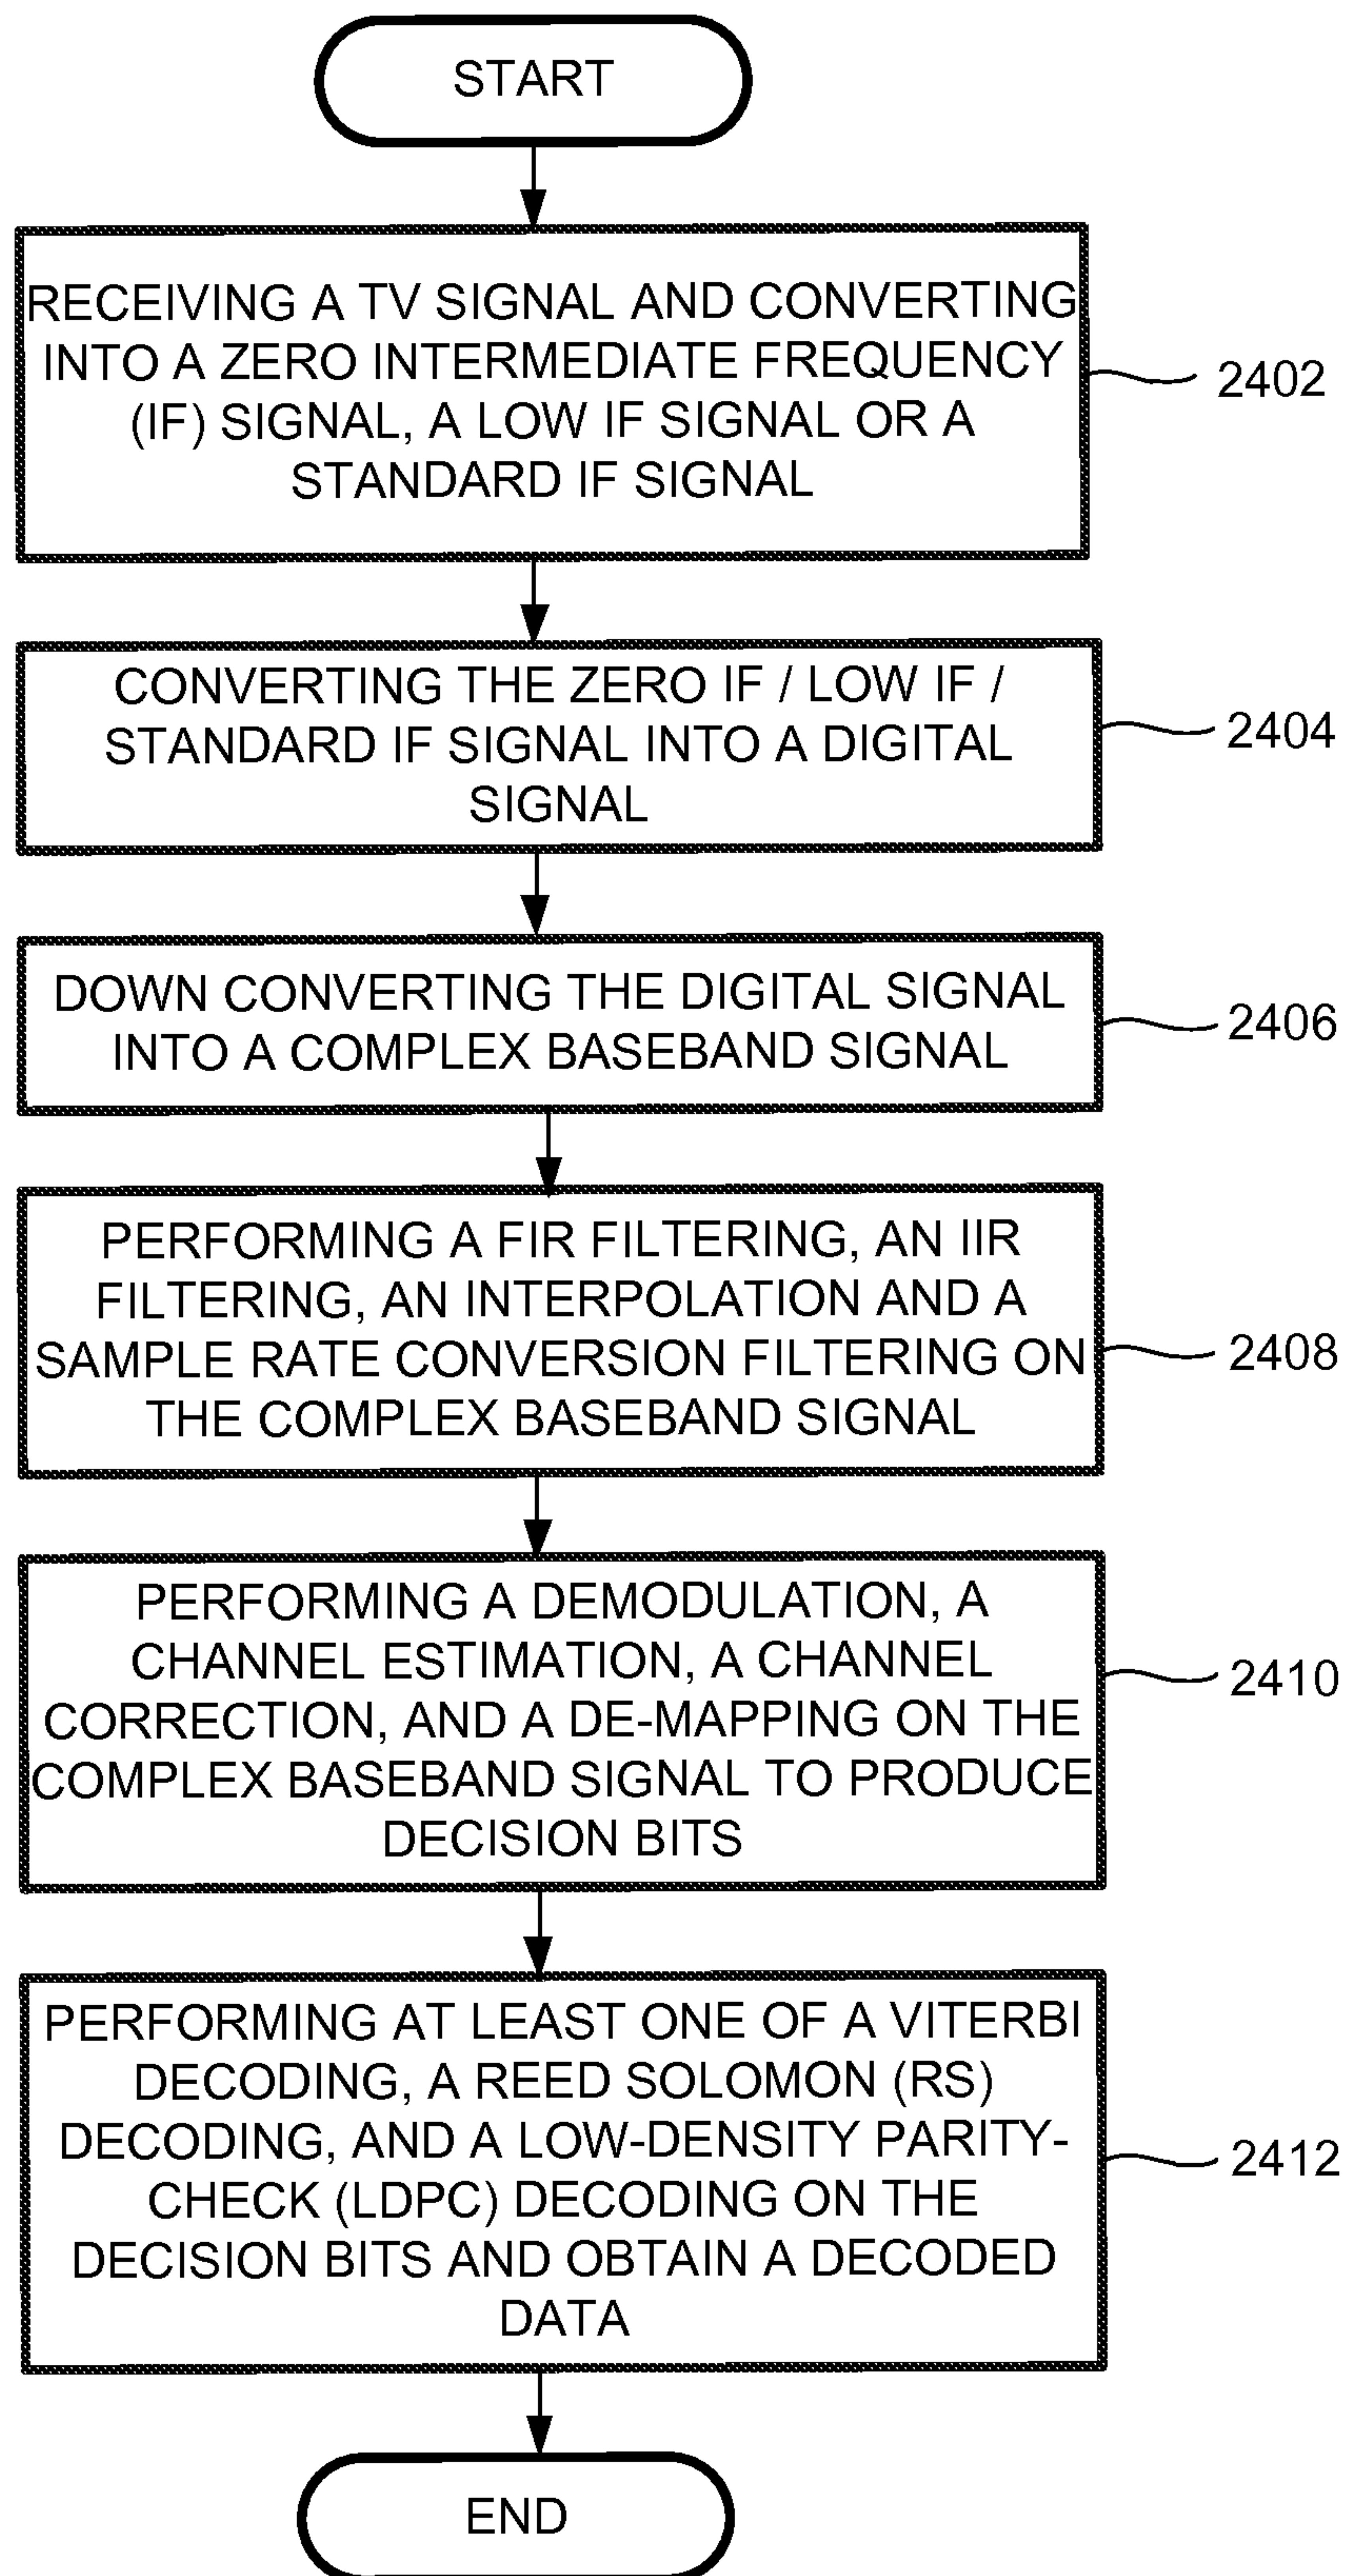 START
RECEIVING A TV SIGNAL AND CONVERTING
INTO A ZERO INTERMEDIATE FREQUENCY
(IF) SIGNAL, A LOW IF SIGNAL OR A
STANDARD IF SIGNAL
2402
CONVERTING THE ZERO IF / LOW IF /
STANDARD IF SIGNAL INTO A DIGITAL
SIGNAL
2404
DOWN CONVERTING THE DIGITAL SIGNAL
INTO A COMPLEX BASEBAND SIGNAL
2406
PERFORMING A FIR FILTERING, AN IIR
FILTERING, AN INTERPOLATION AND A
SAMPLE RATE CONVERSION FILTERING ON
THE COMPLEX BASEBAND SIGNAL
2408
PERFORMING A DEMODULATION, A
CHANNEL ESTIMATION, A CHANNEL
CORRECTION, AND A DE-MAPPING ON THE
COMPLEX BASEBAND SIGNAL TO PRODUCE
DECISION BITS
2410
PERFORMING AT LEAST ONE OF A VITERBI
DECODING, A REED SOLOMON (RS)
DECODING, AND A LOW-DENSITY PARITY-
CHECK (LDPC) DECODING ON THE
DECISION BITS AND OBTAIN A DECODED
DATA
2412
END